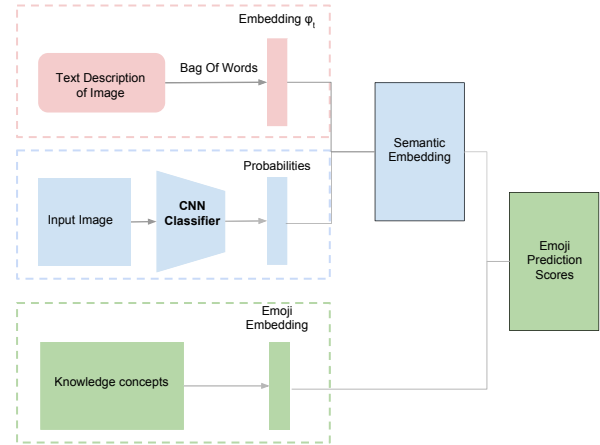 Embedding φt
Bag Of Words
Text Description
of Image
Semantic
Embedding
Probabilities
CNN
Classifier
Input Image
Emoji
Prediction
Scores
Emoji
Embedding
Knowledge concepts